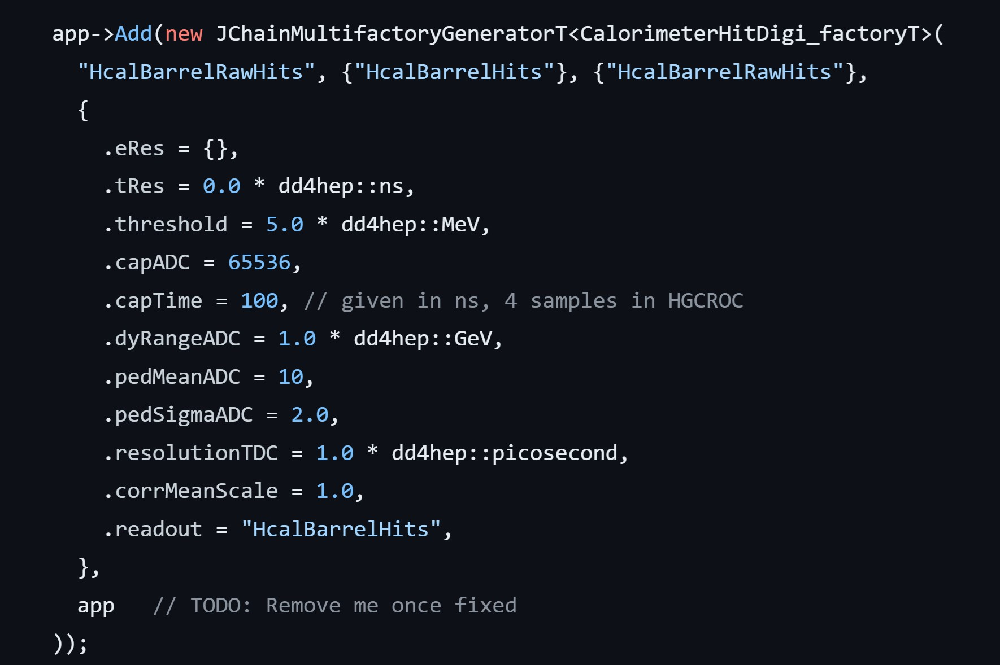 app->Add(new JChainMultifactoryGeneratorT<CalorimeterHitDigi_factoryT>(
  "HcalBarrelRawHits", {"HcalBarrelHits"}, {"HcalBarrelRawHits"},
  {
    .eRes = {},
    .tRes = 0.0 * dd4hep::ns,
    .threshold = 5.0 * dd4hep::MeV,
    .capADC = 65536,
    .capTime = 100, // given in ns, 4 samples in HGCROC
    .dyRangeADC = 1.0 * dd4hep::GeV,
    .pedMeanADC = 10,
    .pedSigmaADC = 2.0,
    .resolutionTDC = 1.0 * dd4hep::picosecond,
    .corrMeanScale = 1.0,
    .readout = "HcalBarrelHits",
  },
  app   // TODO: Remove me once fixed
));